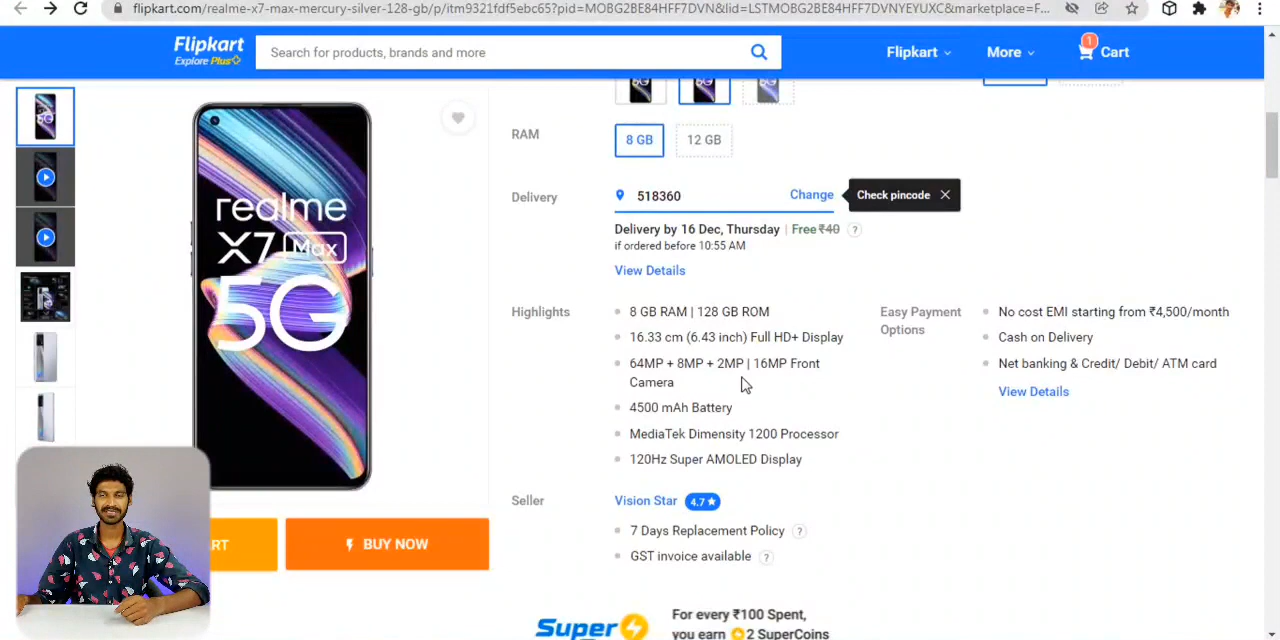 flipkart.com/realme-x7-max-mercury-silver-128-gb/p/itm9321fdf5ebc65?pid=MOBG2BE84HFF7DVN&lid=LSTMOBG2BE84HFF7DVNYEYUXC&marketplace=F...
Flipkart
Explore Plus
Search for products, brands and more
Flipkart
More
1
Cart
5G
realme
X7 Max
5G
RAM
8 GB
12 GB
Delivery
518360
Change
Check pincode
Delivery by 16 Dec, Thursday | Free ₹40 ?
if ordered before 10:55 AM
View Details
Highlights
8 GB RAM | 128 GB ROM
16.33 cm (6.43 inch) Full HD+ Display
64MP + 8MP + 2MP | 16MP Front
Camera
4500 mAh Battery
MediaTek Dimensity 1200 Processor
120Hz Super AMOLED Display
Easy Payment
Options
No cost EMI starting from ₹4,500/month
Cash on Delivery
Net banking & Credit/ Debit/ ATM card
View Details
Seller
Vision Star 4.7
7 Days Replacement Policy ?
GST invoice available ?
RT
BUY NOW
Super
For every ₹100 Spent,
you earn 2 SuperCoins